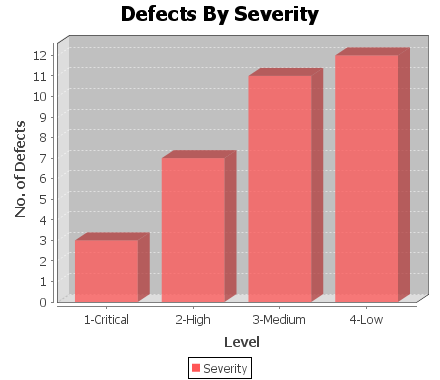 Defects By Severity
12
11
10
9
8
7
6
5
4
3
2
1
0
No. of Defects
1-Critical 2-High 3-Medium 4-Low
Level
Severity